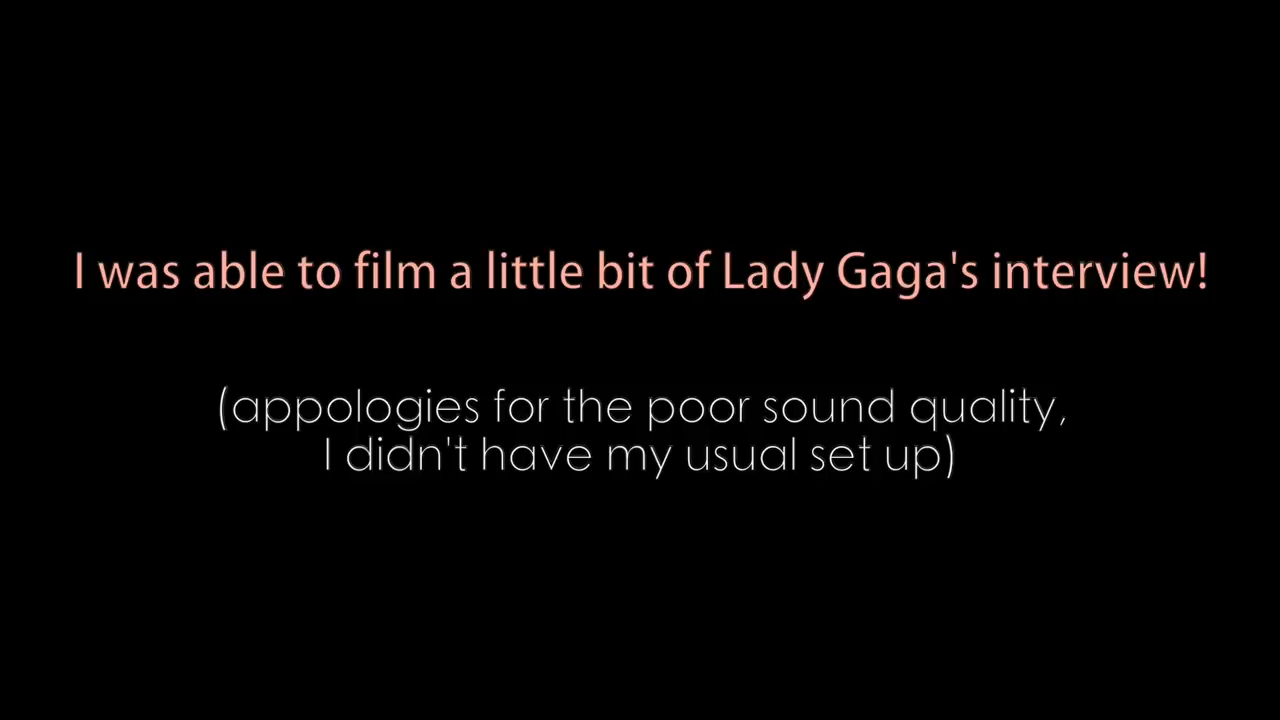 I was able to film a little bit of Lady Gaga's interview!
(appologies for the poor sound quality,
I didn't have my usual set up)